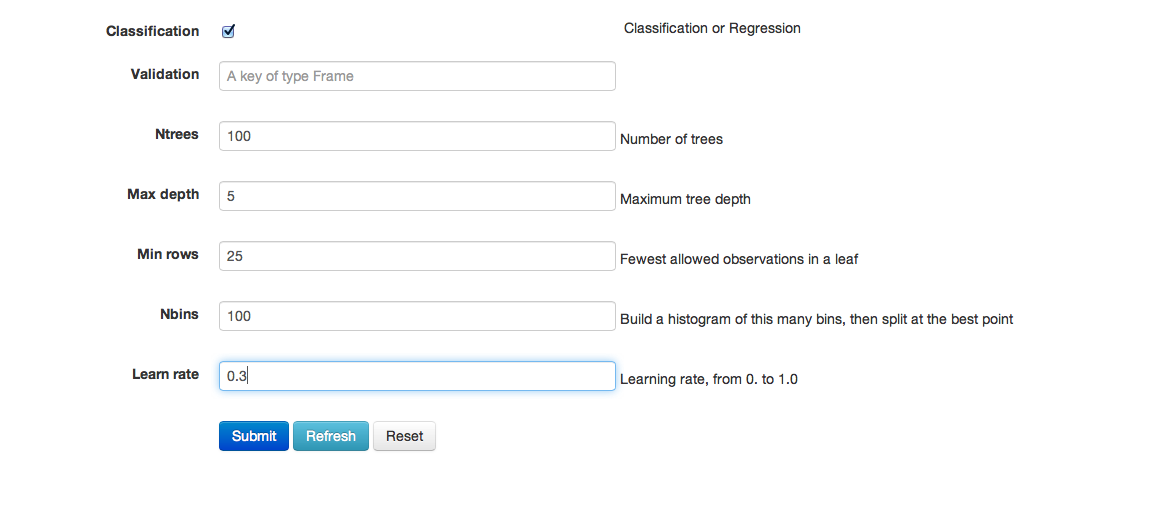 Classification Classification or Regression
Validation A key of type Frame
Ntrees 100 Number of trees
Max depth 5 Maximum tree depth
Min rows 25 Fewest allowed observations in a leaf
Nbins 100 Build a histogram of this many bins, then split at the best point
Learn rate 0.3 Learning rate, from 0. to 1.0
Submit Refresh Reset